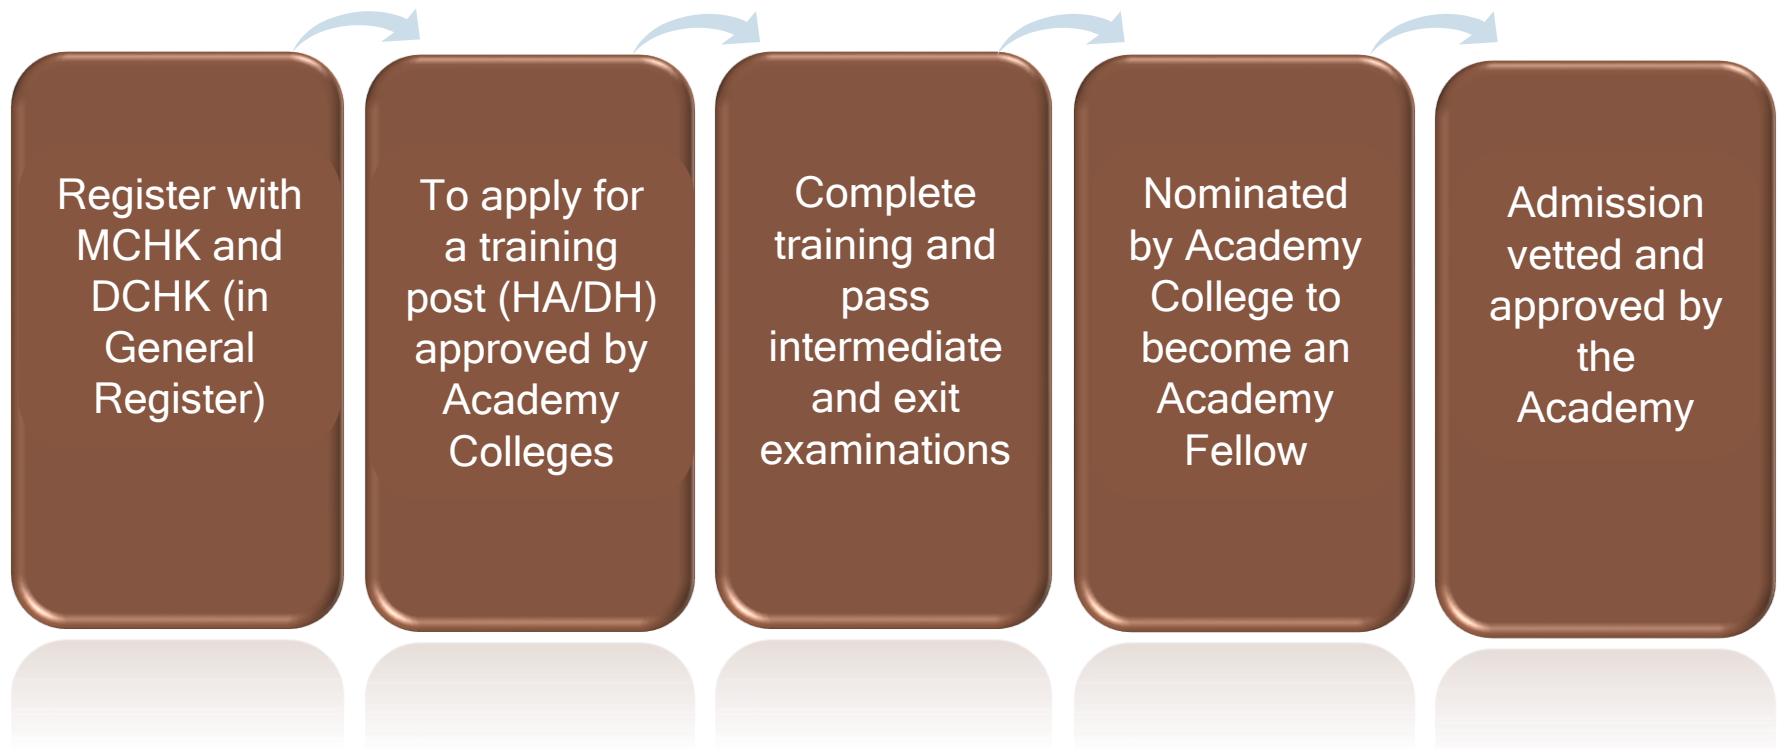 Register with
MCHK and
DCHK (in
General
Register)
To apply for
a training
post (HA/DH)
approved by
Academy
Colleges
Complete
training and
pass
intermediate
and exit
examinations
Nominated
by Academy
College to
become an
Academy
Fellow
Admission
vetted and
approved by
the
Academy